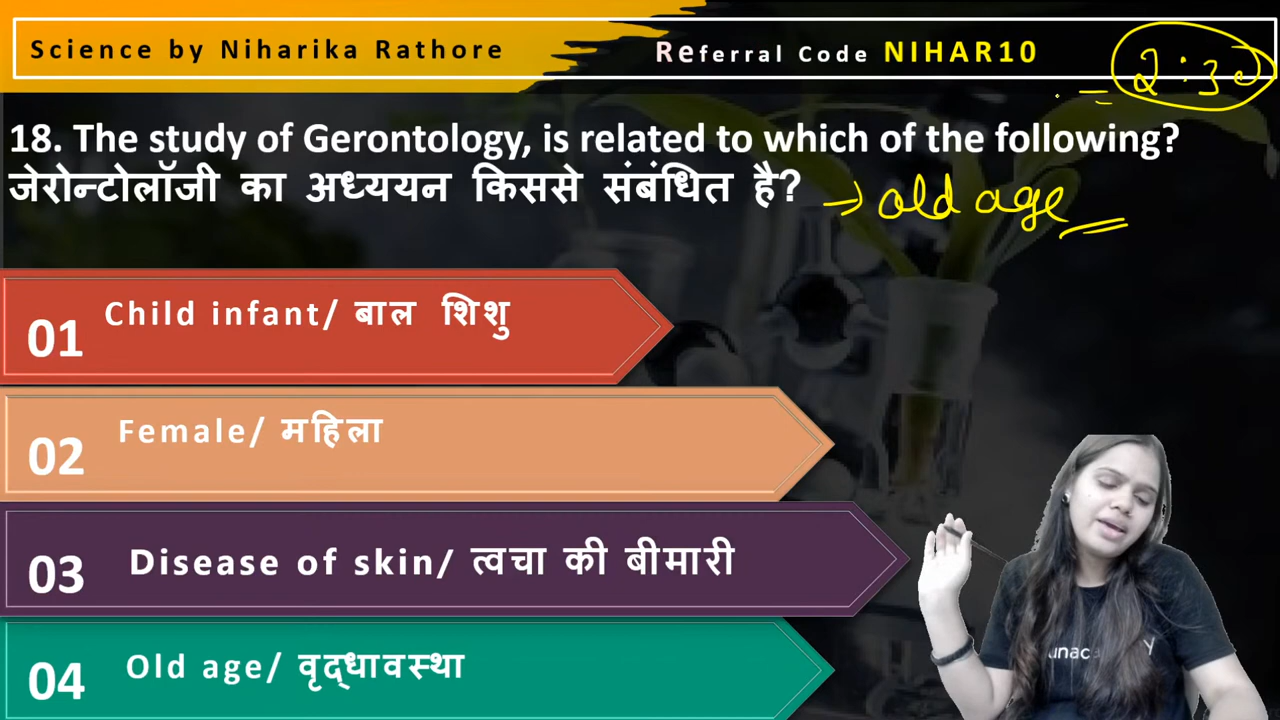 Science by Niharika Rathore
Referral Code NIHAR10
2:30
18. The study of Gerontology, is related to which of the following?
जेरोन्टोलॉजी का अध्ययन किससे संबंधित है?
→ old age
01 Child infant/ बाल शिशु
02 Female/ महिला
03 Disease of skin/ त्वचा की बीमारी
04 Old age/ वृद्धावस्था